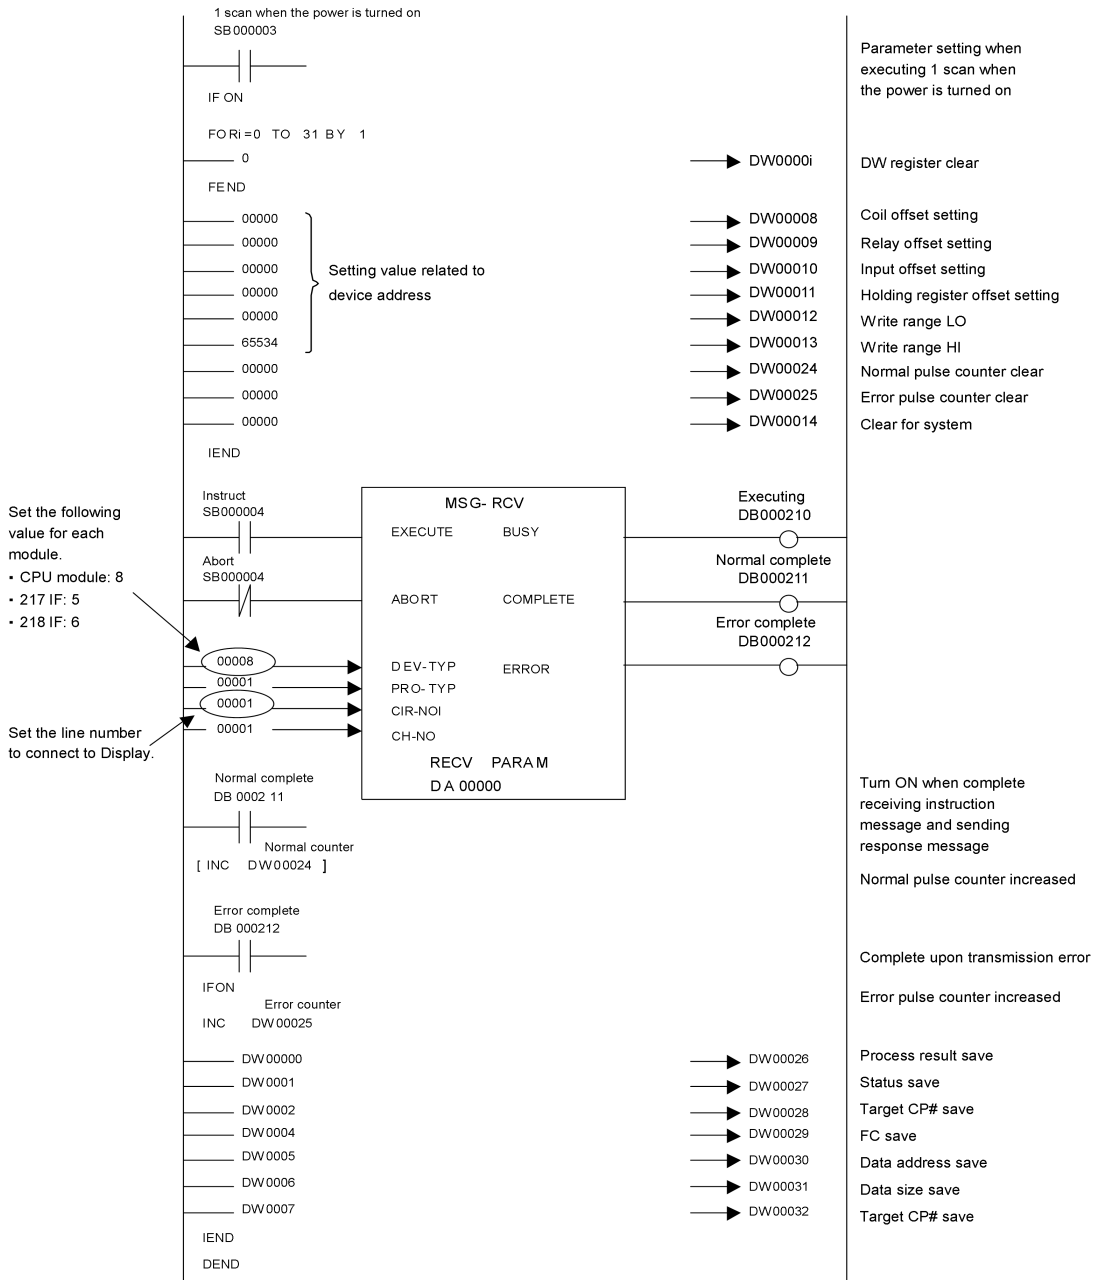 1 scan when the power is turned on
SB000003
Parameter setting when
executing 1 scan when
the power is turned on
IF ON
FORi=0 TO 31 BY 1
0 DW0000i DW register clear
FEND
00000 DW00008 Coil offset setting
00000 DW00009 Relay offset setting
00000 DW00010 Input offset setting
Setting value related to
device address
00000 DW00011 Holding register offset setting
00000 DW00012 Write range LO
65534 DW00013 Write range HI
00000 DW00024 Normal pulse counter clear
00000 DW00025 Error pulse counter clear
00000 DW00014 Clear for system
IEND
Set the following
value for each
module.
▪ CPU module: 8
▪ 217 IF: 5
▪ 218 IF: 6
Instruct
SB000004
MSG-RCV
EXECUTE BUSY
Executing
DB000210
Abort
SB000004
ABORT COMPLETE
Normal complete
DB000211
Error complete
DB000212
00008 DEV-TYP ERROR
00001 PRO-TYP
00001 CIR-NOI
00001 CH-NO
Set the line number
to connect to Display.
RECV PARAM
DA 00000
Normal complete
DB 0002 11
Turn ON when complete
receiving instruction
message and sending
response message
Normal counter
[ INC DW00024 ]
Normal pulse counter increased
Error complete
DB 000212
Complete upon transmission error
IFON
Error counter
Error pulse counter increased
INC DW00025
DW00000 DW00026 Process result save
DW0001 DW00027 Status save
DW0002 DW00028 Target CP# save
DW0004 DW00029 FC save
DW0005 DW00030 Data address save
DW0006 DW00031 Data size save
DW0007 DW00032 Target CP# save
IEND
DEND